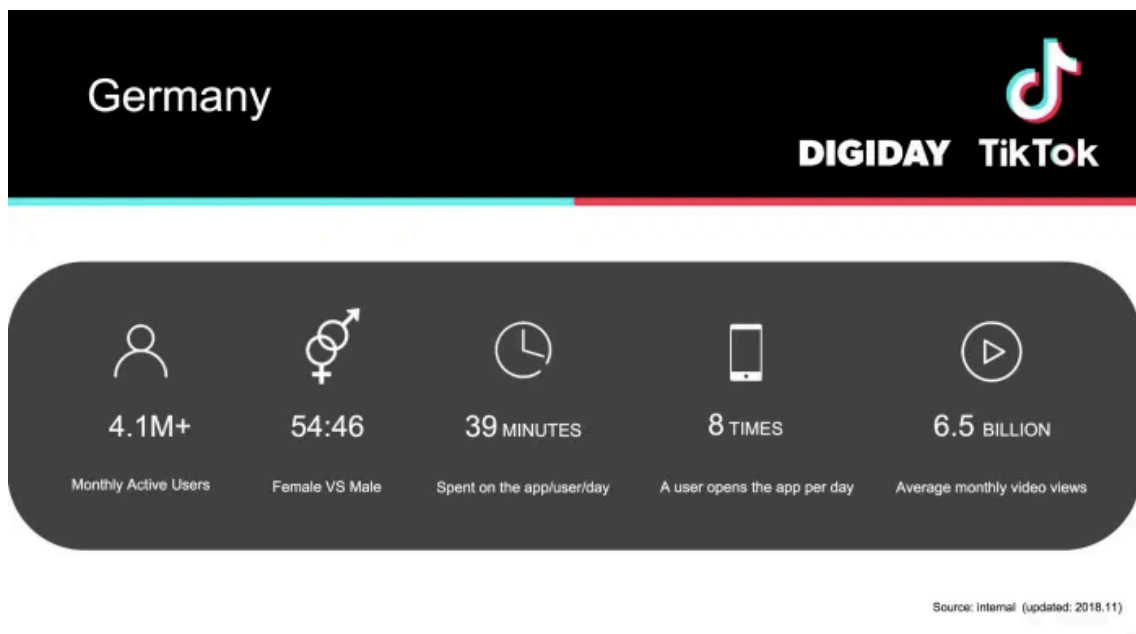 Germany
DIGIDAY TikTok
4.1M+ 54:46 39 MINUTES 8 TIMES 6.5 BILLION
Monthly Active Users Female VS Male Spent on the app/user/day A user opens the app per day Average monthly video views
Source: internal (updated: 2018.11)